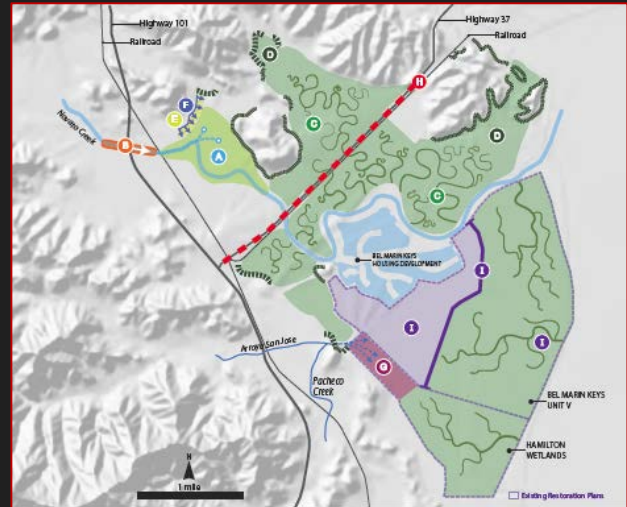 Highway 101
Railroad
Highway 37
Railroad
D
F
E
H
Novato Creek
B
A
C
D
C
BEL MARIN KEYS
HOUSING DEVELOPMENT
I
I
I
Arroyo San Jose
G
Pacheco
Creek
BEL MARIN KEYS
UNIT V
HAMILTON
WETLANDS
N
1 mile
Existing Restoration Plans